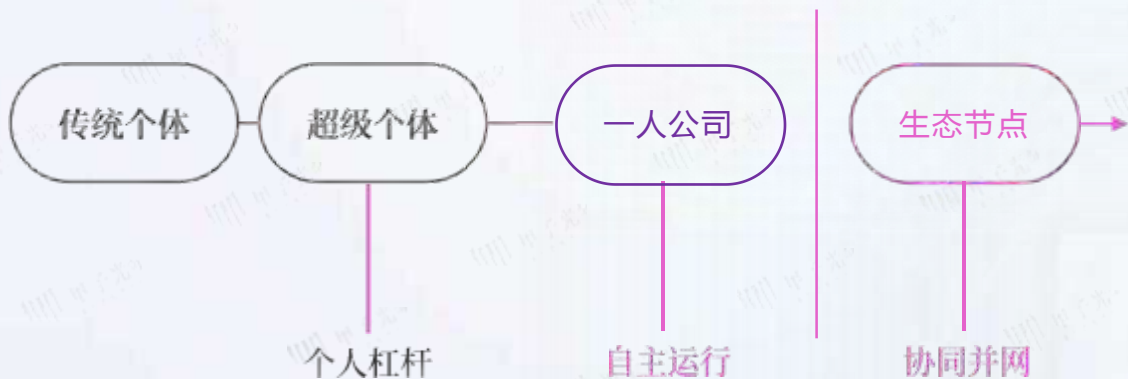 传统个体
超级个体
一人公司
生态节点
个人杠杆
自主运行
协同并网